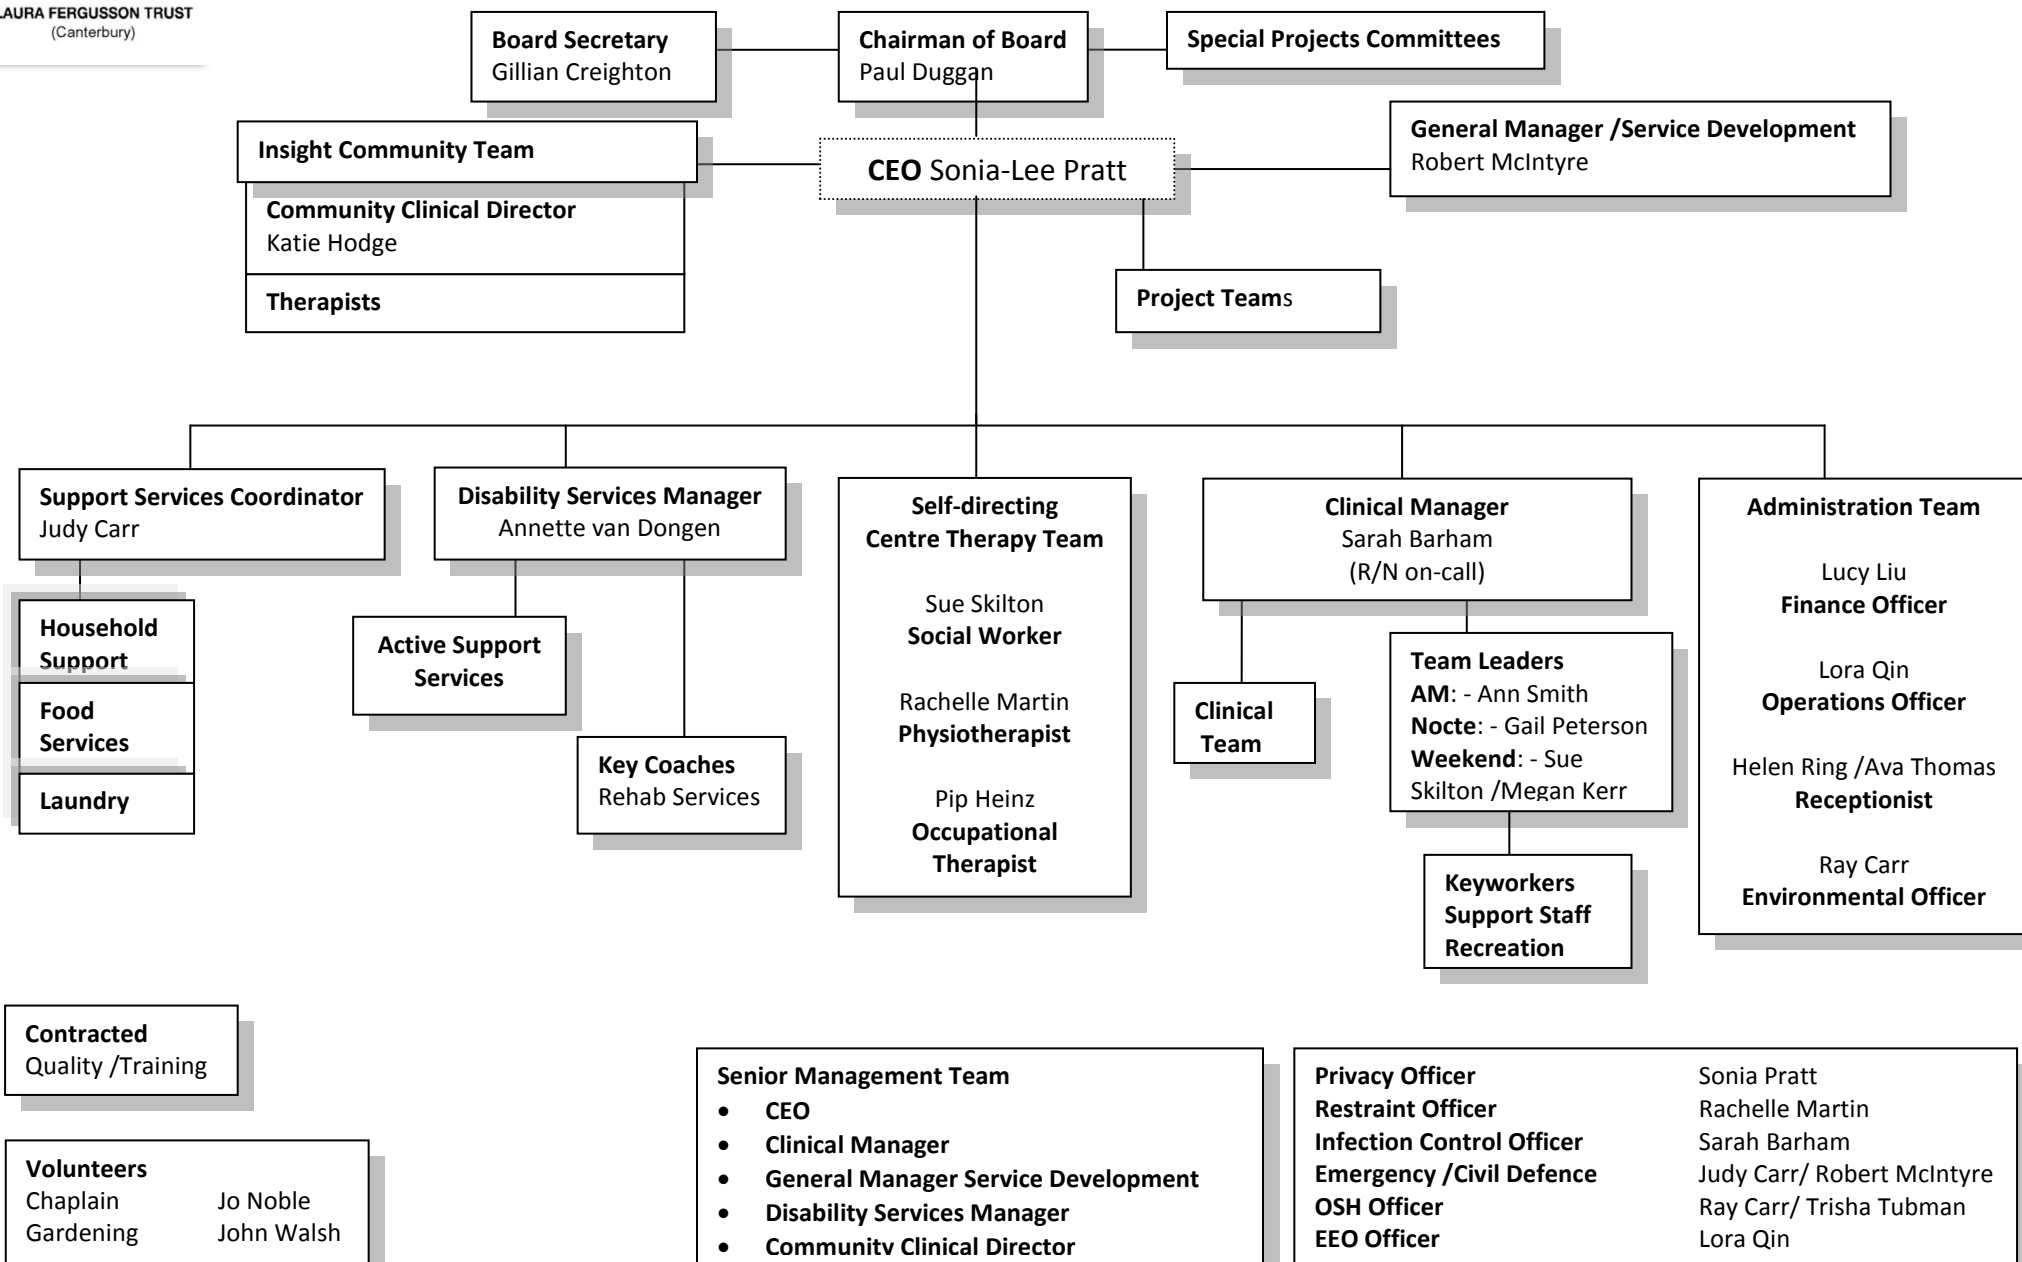 LAURA FERGUSSON TRUST
(Canterbury)
Board Secretary
Gillian Creighton
Chairman of Board
Paul Duggan
Special Projects Committees
General Manager /Service Development
Robert McIntyre
Insight Community Team
CEO Sonia-Lee Pratt
Community Clinical Director
Katie Hodge
Therapists
Project Teams
Support Services Coordinator
Judy Carr
Household
Support
Food
Services
Laundry
Disability Services Manager
Annette van Dongen
Active Support
Services
Key Coaches
Rehab Services
Self-directing
Centre Therapy Team
Sue Skilton
Social Worker
Rachelle Martin
Physiotherapist
Pip Heinz
Occupational
Therapist
Clinical Manager
Sarah Barham
(R/N on-call)
Clinical
Team
Team Leaders
AM: - Ann Smith
Nocte: - Gail Peterson
Weekend: - Sue
Skilton /Megan Kerr
Keyworkers
Support Staff
Recreation
Administration Team
Lucy Liu
Finance Officer
Lora Qin
Operations Officer
Helen Ring /Ava Thomas
Receptionist
Ray Carr
Environmental Officer
Contracted
Quality /Training
Volunteers
Chaplain Jo Noble
Gardening John Walsh
Senior Management Team
• CEO
• Clinical Manager
• General Manager Service Development
• Disability Services Manager
• Community Clinical Director
Privacy Officer Sonia Pratt
Restraint Officer Rachelle Martin
Infection Control Officer Sarah Barham
Emergency /Civil Defence Judy Carr/ Robert McIntyre
OSH Officer Ray Carr/ Trisha Tubman
EEO Officer Lora Qin